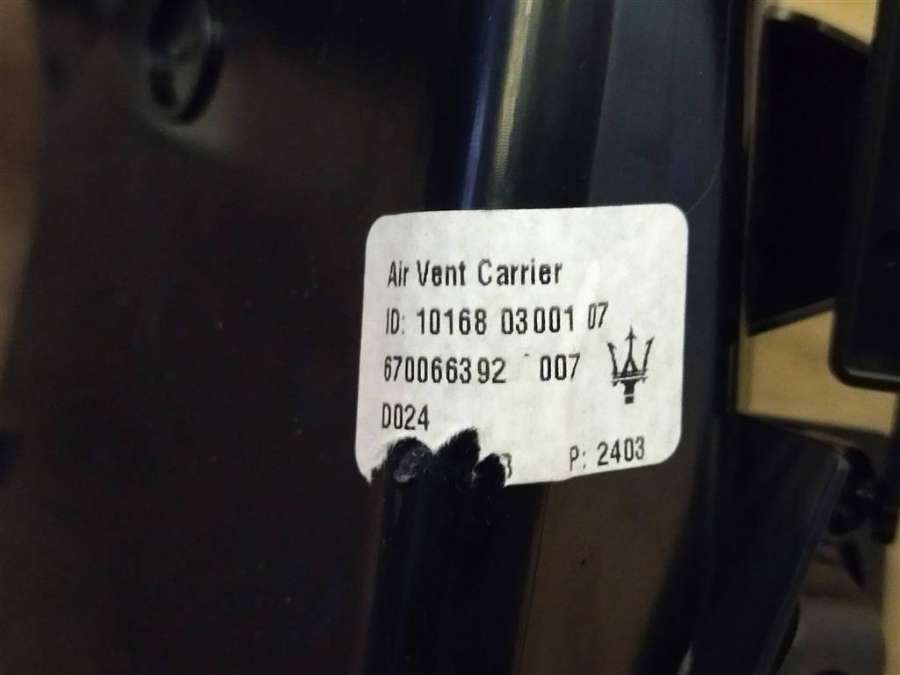 Air Vent Carrier
ID: 10168 03001 07
670066392 007
D024
P: 2403